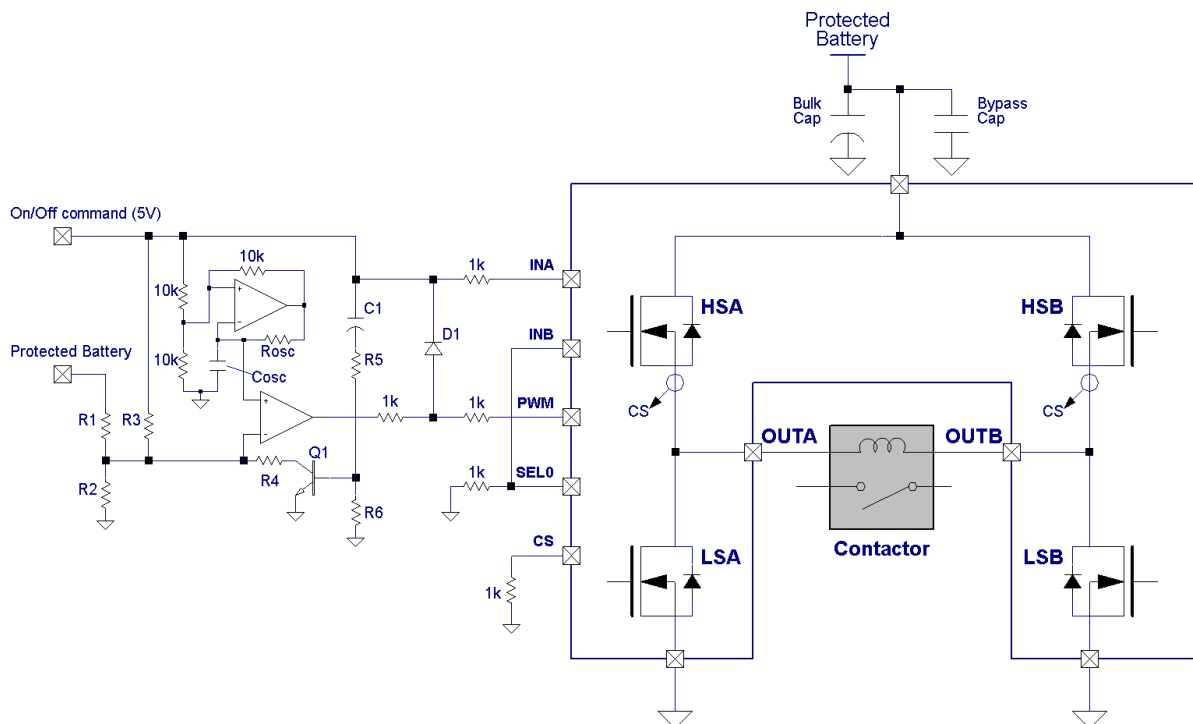 Protected
Battery
Bulk
Cap
Bypass
Cap
On/Off command (5V)
10k
1k
INA
10k
+
−
C1
D1
HSA
HSB
INB
Rosc
Protected Battery
10k
R5
Cosc
CS
CS
R1
R3
+
−
1k
1k
PWM
OUTA
OUTB
Q1
R4
1k
SEL0
R2
R6
CS
Contactor
LSA
LSB
1k